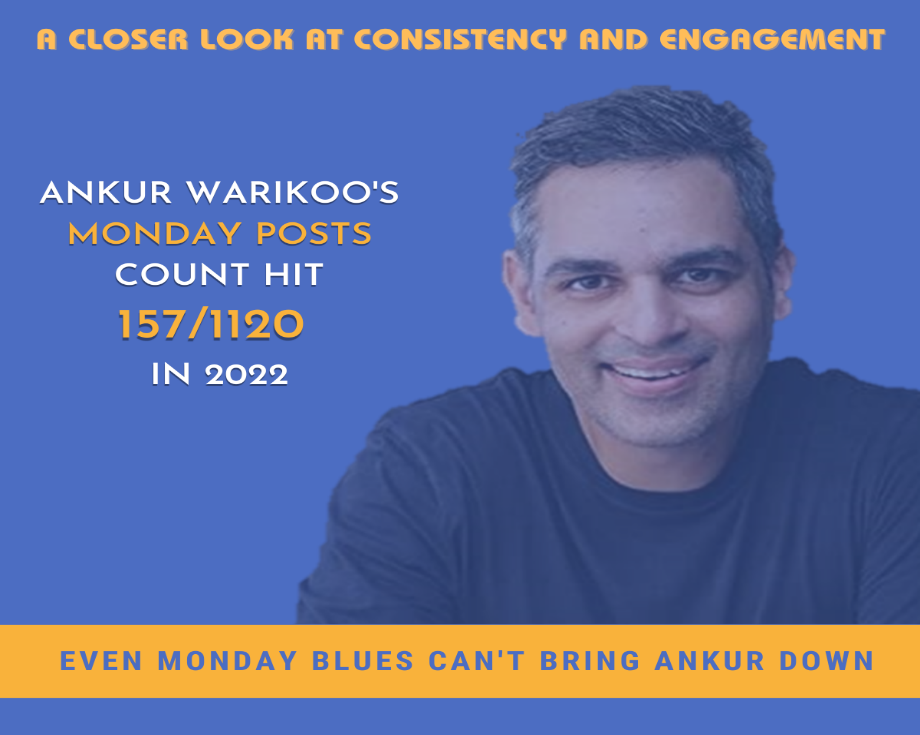 A CLOSER LOOK AT CONSISTENCY AND ENGAGEMENT
ANKUR WARIKOO'S
MONDAY POSTS
COUNT HIT
157/1120
IN 2022
EVEN MONDAY BLUES CAN'T BRING ANKUR DOWN